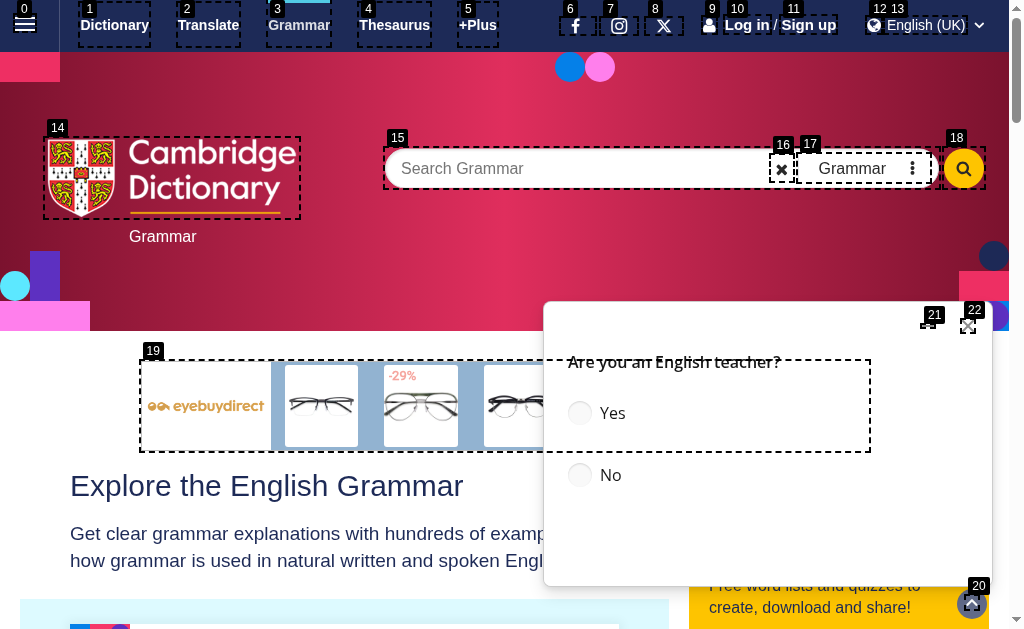 0 1 2 3 4 5 6 7 8 9 10 11 12 13
Dictionary Translate Grammar Thesaurus +Plus Log in / Sign up English (UK)
14 15 16 17 18
Cambridge
Dictionary
Search Grammar
Grammar
Grammar
21 22
19
Are you an English teacher?
eyebuydirect
-29%
Yes
No
Explore the English Grammar
Get clear grammar explanations with hundreds of examp
how grammar is used in natural written and spoken Engl
20
Free word lists and quizzes to
create, download and share!